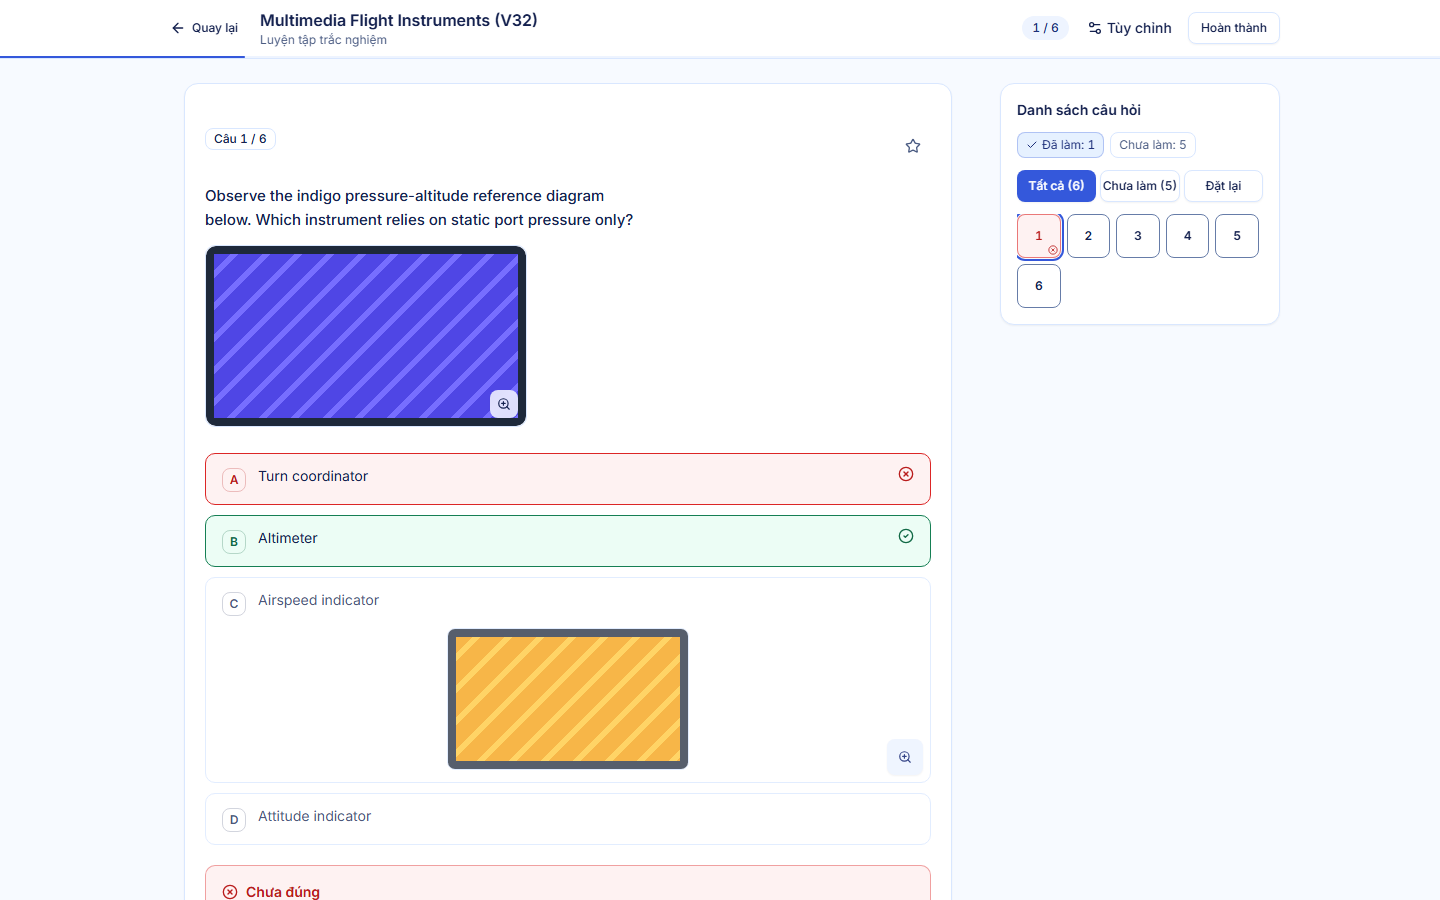 Quay lại
Multimedia Flight Instruments (V32)
Luyện tập trắc nghiệm
1 / 6
Tùy chỉnh
Hoàn thành
Câu 1 / 6
Observe the indigo pressure-altitude reference diagram
below. Which instrument relies on static port pressure only?
A Turn coordinator
B Altimeter
C Airspeed indicator
D Attitude indicator
Chưa đúng
Danh sách câu hỏi
Đã làm: 1
Chưa làm: 5
Tất cả (6)
Chưa làm (5)
Đặt lại
1
2
3
4
5
6